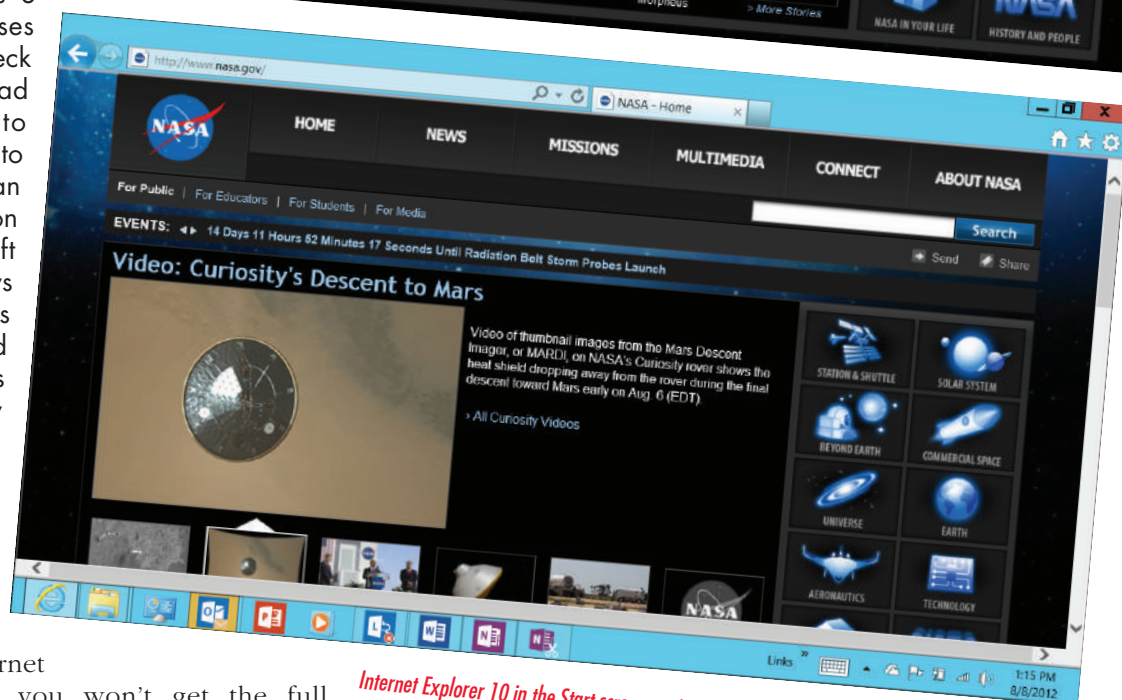 Morpheus
> More Stories
NASA IN YOUR LIFE
NASA
HISTORY AND PEOPLE
ses
eck
ad
to
to
an
on
ft
ys
s
d
s
http://www.nasa.gov/
NASA - Home
NASA
HOME
NEWS
MISSIONS
MULTIMEDIA
CONNECT
ABOUT NASA
For Public | For Educators | For Students | For Media
Search
EVENTS: 14 Days 11 Hours 52 Minutes 17 Seconds Until Radiation Belt Storm Probes Launch
Send
Share
Video: Curiosity's Descent to Mars
Video of thumbnail images from the Mars Descent
Imager, or MARDI, on NASA's Curiosity rover shows the
heat shield dropping away from the rover during the final
descent toward Mars early on Aug. 6 (EDT).
› All Curiosity Videos
STATION & SHUTTLE
SOLAR SYSTEM
BEYOND EARTH
COMMERCIAL SPACE
UNIVERSE
EARTH
AERONAUTICS
TECHNOLOGY
NASA
Links
1:15 PM
8/8/2012
rnet
you won't get the full
Internet Explorer 10 in the Start